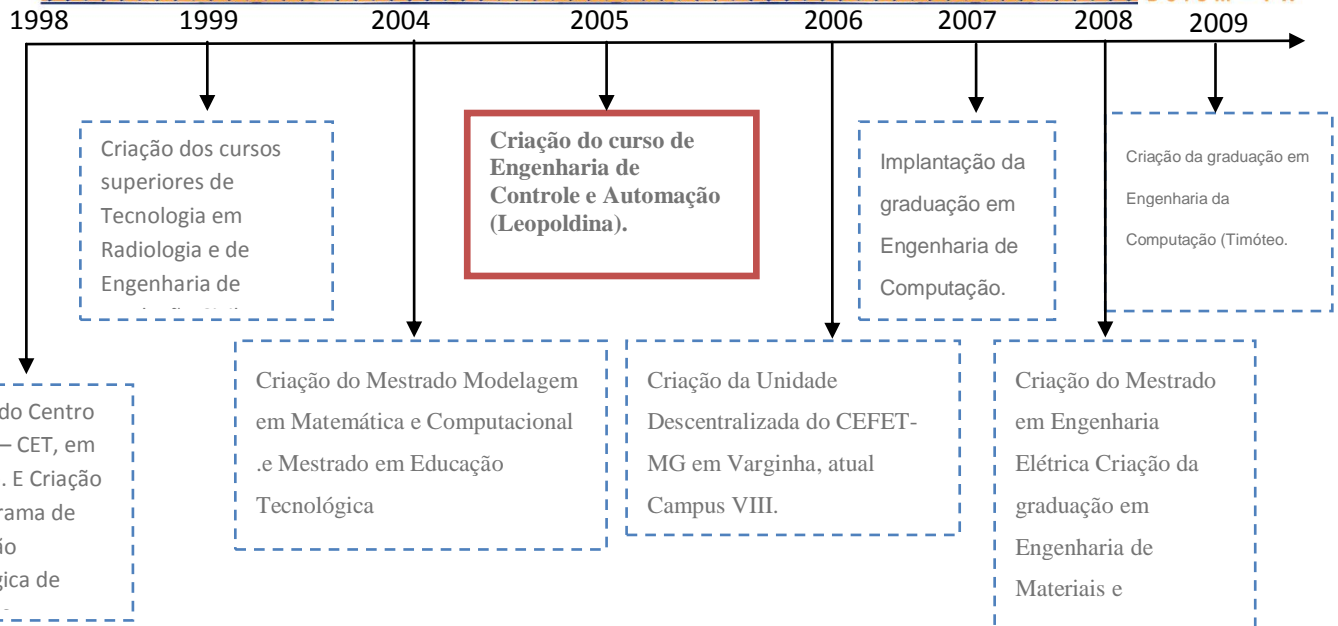 1998 1999 2004 2005 2006 2007 2008 2009
Criação dos cursos
superiores de
Tecnologia em
Radiologia e de
Engenharia de
Criação do curso de
Engenharia de
Controle e Automação
(Leopoldina).
Implantação da
graduação em
Engenharia de
Computação.
Criação da graduação em
Engenharia da
Computação (Timóteo.
do Centro
– CET, em
. E Criação
rama de
ão
gica de
Criação do Mestrado Modelagem
em Matemática e Computacional
.e Mestrado em Educação
Tecnológica
Criação da Unidade
Descentralizada do CEFET-
MG em Varginha, atual
Campus VIII.
Criação do Mestrado
em Engenharia
Elétrica Criação da
graduação em
Engenharia de
Materiais e